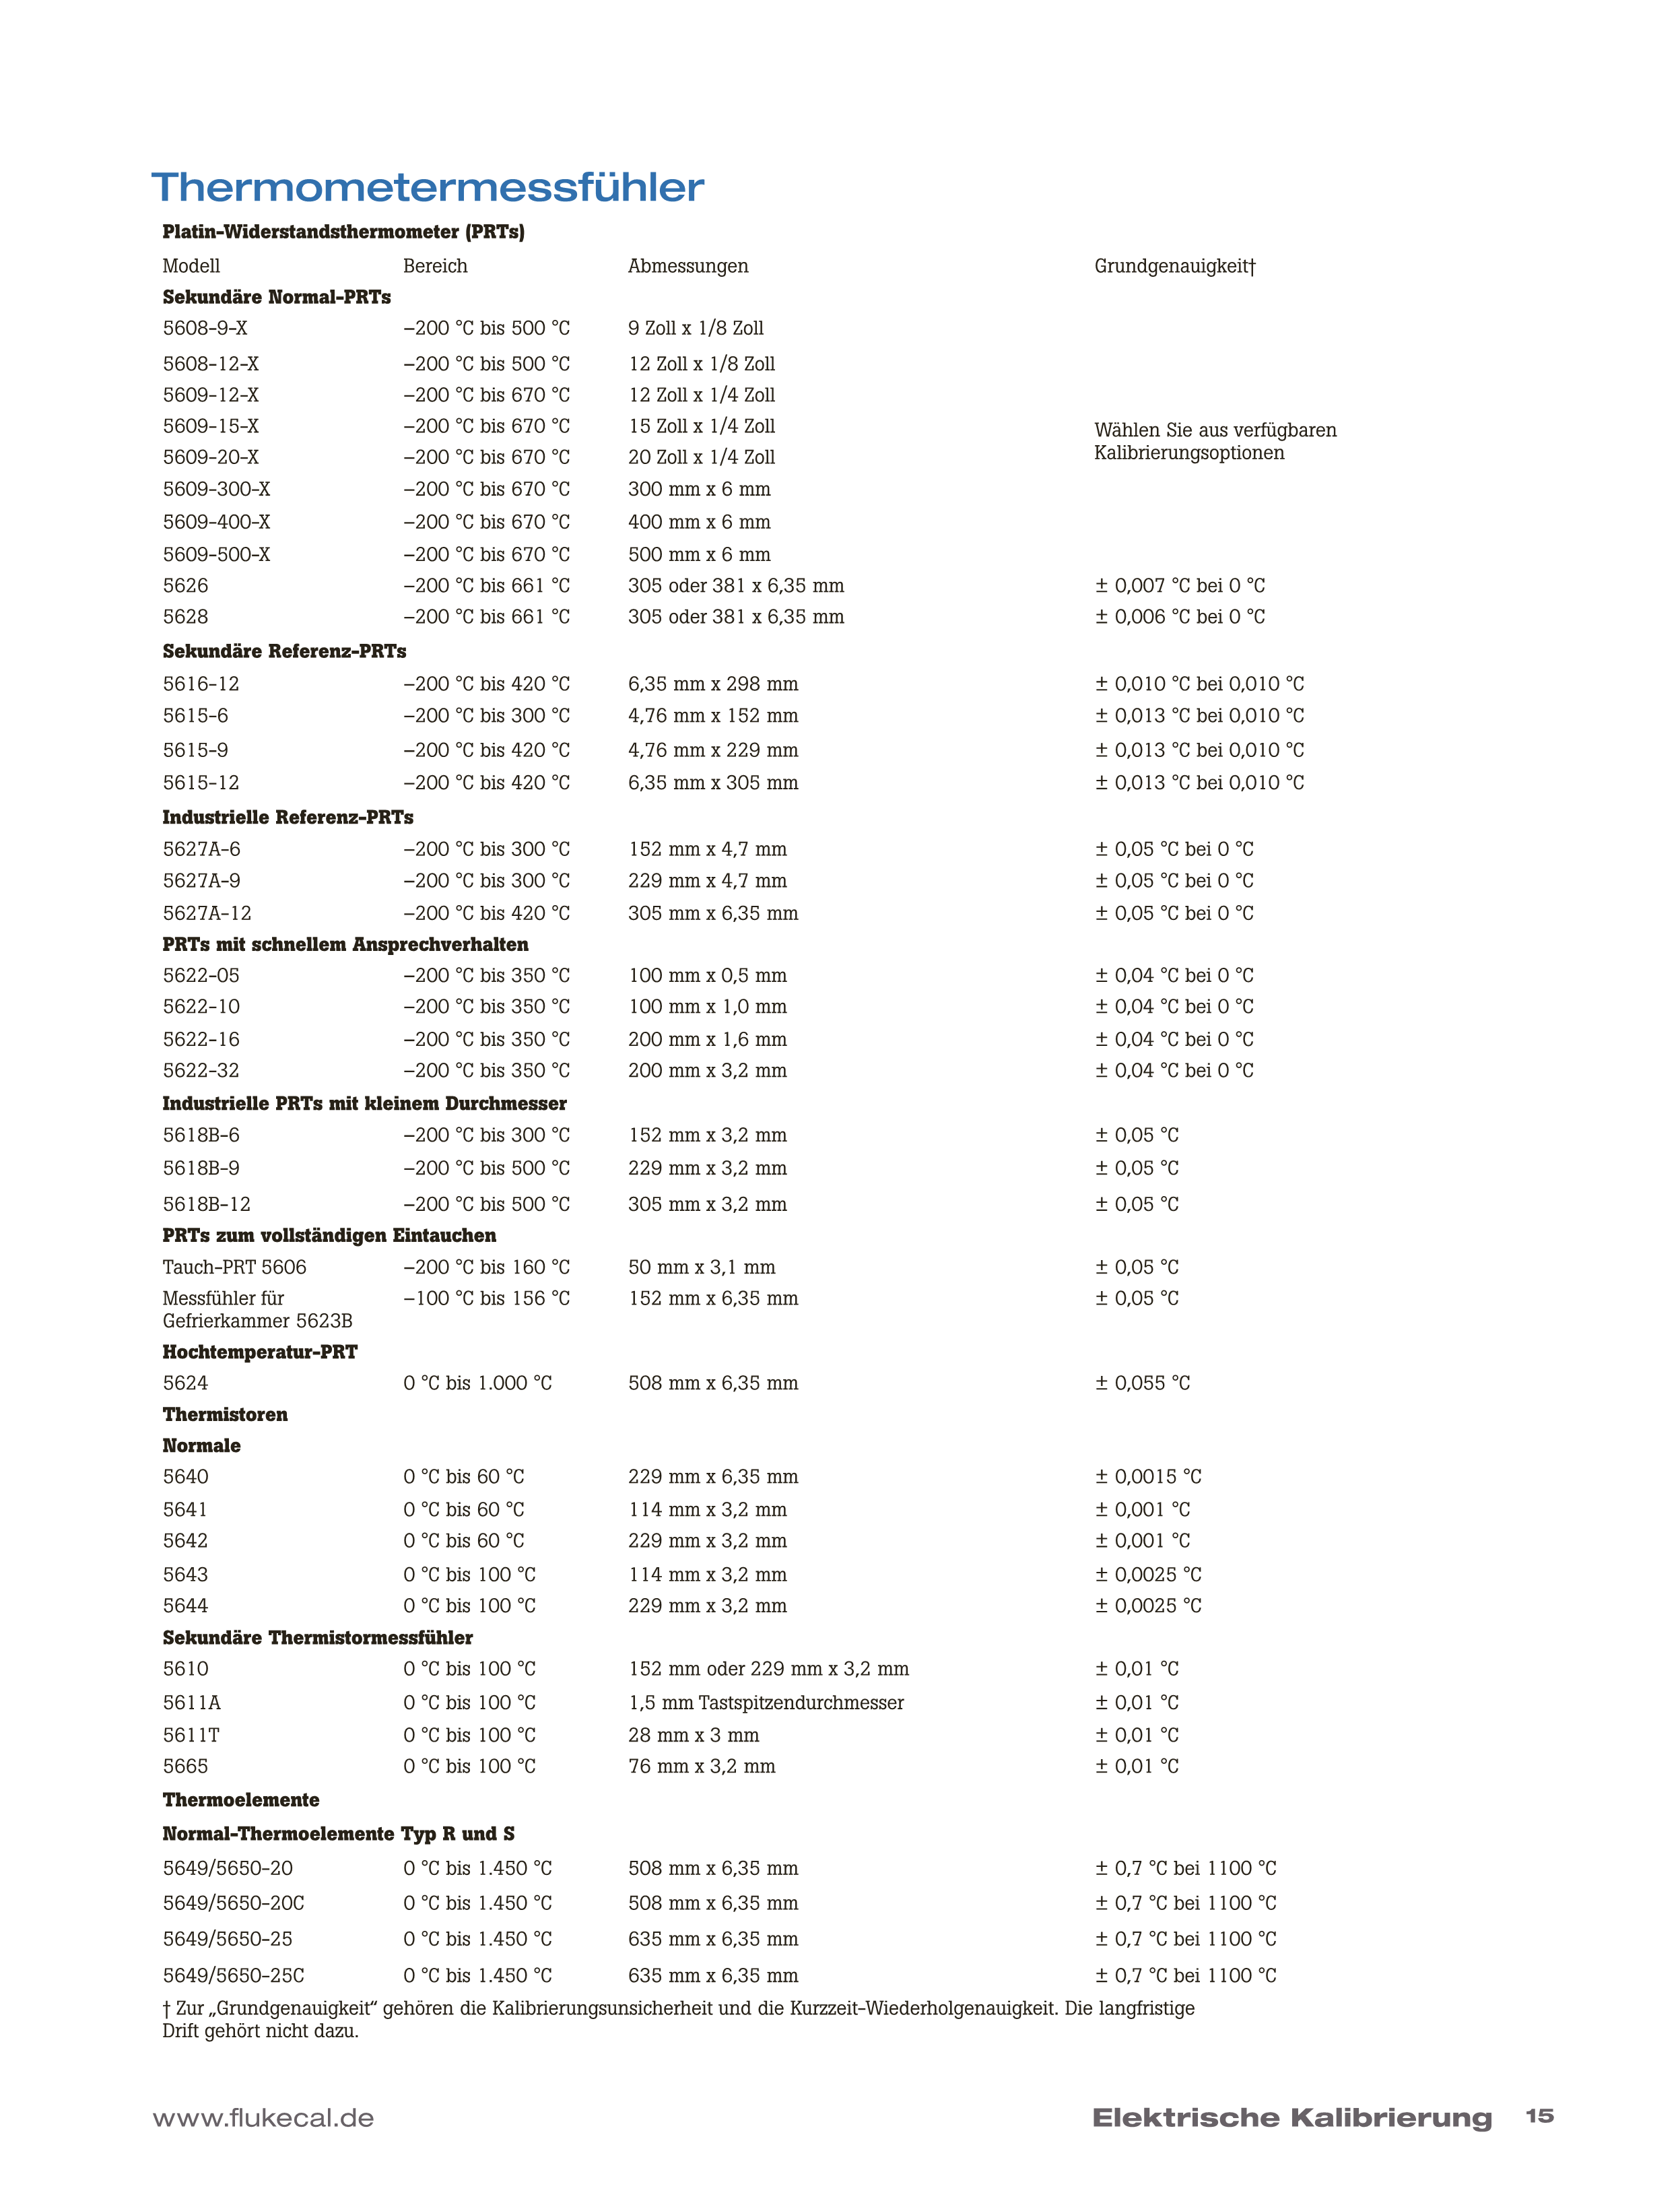 Thermometermessfühler
Platin-Widerstandsthermometer (PRTs)
Modell Bereich Abmessungen Grundgenauigkeit†
Sekundäre Normal-PRTs
5608-9-X –200 °C bis 500 °C 9 Zoll x 1/8 Zoll
5608-12-X –200 °C bis 500 °C 12 Zoll x 1/8 Zoll
5609-12-X –200 °C bis 670 °C 12 Zoll x 1/4 Zoll
5609-15-X –200 °C bis 670 °C 15 Zoll x 1/4 Zoll
Wählen Sie aus verfügbaren
Kalibrierungsoptionen
5609-20-X –200 °C bis 670 °C 20 Zoll x 1/4 Zoll
5609-300-X –200 °C bis 670 °C 300 mm x 6 mm
5609-400-X –200 °C bis 670 °C 400 mm x 6 mm
5609-500-X –200 °C bis 670 °C 500 mm x 6 mm
5626 –200 °C bis 661 °C 305 oder 381 x 6,35 mm ± 0,007 °C bei 0 °C
5628 –200 °C bis 661 °C 305 oder 381 x 6,35 mm ± 0,006 °C bei 0 °C
Sekundäre Referenz-PRTs
5616-12 –200 °C bis 420 °C 6,35 mm x 298 mm ± 0,010 °C bei 0,010 °C
5615-6 –200 °C bis 300 °C 4,76 mm x 152 mm ± 0,013 °C bei 0,010 °C
5615-9 –200 °C bis 420 °C 4,76 mm x 229 mm ± 0,013 °C bei 0,010 °C
5615-12 –200 °C bis 420 °C 6,35 mm x 305 mm ± 0,013 °C bei 0,010 °C
Industrielle Referenz-PRTs
5627A-6 –200 °C bis 300 °C 152 mm x 4,7 mm ± 0,05 °C bei 0 °C
5627A-9 –200 °C bis 300 °C 229 mm x 4,7 mm ± 0,05 °C bei 0 °C
5627A-12 –200 °C bis 420 °C 305 mm x 6,35 mm ± 0,05 °C bei 0 °C
PRTs mit schnellem Ansprechverhalten
5622-05 –200 °C bis 350 °C 100 mm x 0,5 mm ± 0,04 °C bei 0 °C
5622-10 –200 °C bis 350 °C 100 mm x 1,0 mm ± 0,04 °C bei 0 °C
5622-16 –200 °C bis 350 °C 200 mm x 1,6 mm ± 0,04 °C bei 0 °C
5622-32 –200 °C bis 350 °C 200 mm x 3,2 mm ± 0,04 °C bei 0 °C
Industrielle PRTs mit kleinem Durchmesser
5618B-6 –200 °C bis 300 °C 152 mm x 3,2 mm ± 0,05 °C
5618B-9 –200 °C bis 500 °C 229 mm x 3,2 mm ± 0,05 °C
5618B-12 –200 °C bis 500 °C 305 mm x 3,2 mm ± 0,05 °C
PRTs zum vollständigen Eintauchen
Tauch-PRT 5606 –200 °C bis 160 °C 50 mm x 3,1 mm ± 0,05 °C
Messfühler für –100 °C bis 156 °C 152 mm x 6,35 mm ± 0,05 °C
Gefrierkammer 5623B
Hochtemperatur-PRT
5624 0 °C bis 1.000 °C 508 mm x 6,35 mm ± 0,055 °C
Thermistoren
Normale
5640 0 °C bis 60 °C 229 mm x 6,35 mm ± 0,0015 °C
5641 0 °C bis 60 °C 114 mm x 3,2 mm ± 0,001 °C
5642 0 °C bis 60 °C 229 mm x 3,2 mm ± 0,001 °C
5643 0 °C bis 100 °C 114 mm x 3,2 mm ± 0,0025 °C
5644 0 °C bis 100 °C 229 mm x 3,2 mm ± 0,0025 °C
Sekundäre Thermistormessfühler
5610 0 °C bis 100 °C 152 mm oder 229 mm x 3,2 mm ± 0,01 °C
5611A 0 °C bis 100 °C 1,5 mm Tastspitzendurchmesser ± 0,01 °C
5611T 0 °C bis 100 °C 28 mm x 3 mm ± 0,01 °C
5665 0 °C bis 100 °C 76 mm x 3,2 mm ± 0,01 °C
Thermoelemente
Normal-Thermoelemente Typ R und S
5649/5650-20 0 °C bis 1.450 °C 508 mm x 6,35 mm ± 0,7 °C bei 1100 °C
5649/5650-20C 0 °C bis 1.450 °C 508 mm x 6,35 mm ± 0,7 °C bei 1100 °C
5649/5650-25 0 °C bis 1.450 °C 635 mm x 6,35 mm ± 0,7 °C bei 1100 °C
5649/5650-25C 0 °C bis 1.450 °C 635 mm x 6,35 mm ± 0,7 °C bei 1100 °C
† Zur „Grundgenauigkeit“ gehören die Kalibrierungsunsicherheit und die Kurzzeit-Wiederholgenauigkeit. Die langfristige
Drift gehört nicht dazu.
www.flukecal.de Elektrische Kalibrierung 15